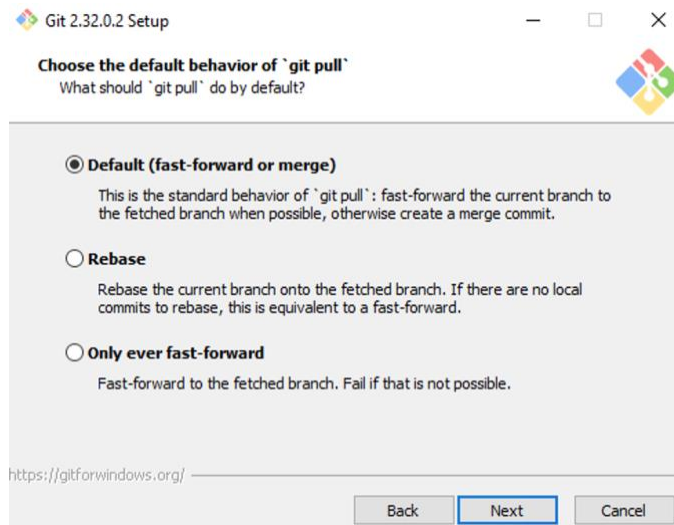 Git 2.32.0.2 Setup
Choose the default behavior of `git pull`
What should `git pull` do by default?
Default (fast-forward or merge)
This is the standard behavior of `git pull`: fast-forward the current branch to
the fetched branch when possible, otherwise create a merge commit.
Rebase
Rebase the current branch onto the fetched branch. If there are no local
commits to rebase, this is equivalent to a fast-forward.
Only ever fast-forward
Fast-forward to the fetched branch. Fail if that is not possible.
https://gitforwindows.org/
Back Next Cancel